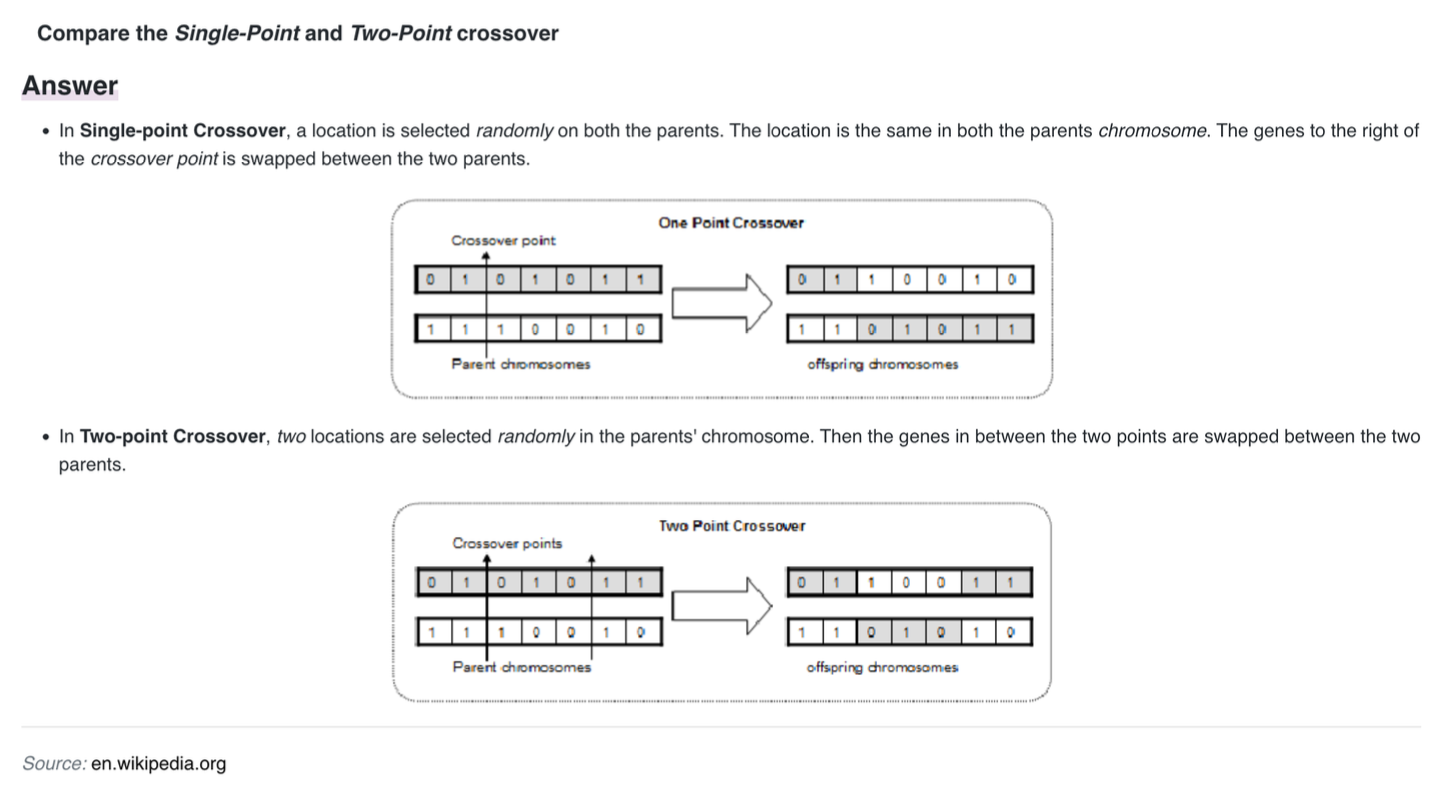 Compare the Single-Point and Two-Point crossover
Answer
• In Single-point Crossover, a location is selected randomly on both the parents. The location is the same in both the parents chromosome. The genes to the right of
the crossover point is swapped between the two parents.
One Point Crossover
Crossover point
0 1 0 1 0 1 1
0 1 1 0 0 1 0
1 1 1 0 0 1 0
1 1 0 1 0 1 1
Parent chromosomes
offspring chromosomes
• In Two-point Crossover, two locations are selected randomly in the parents' chromosome. Then the genes in between the two points are swapped between the two
parents.
Two Point Crossover
Crossover points
0 1 0 1 0 1 1
0 1 1 0 0 1 1
1 1 1 0 0 1 0
1 1 0 1 0 1 0
Parent chromosomes
offspring chromosomes
Source: en.wikipedia.org